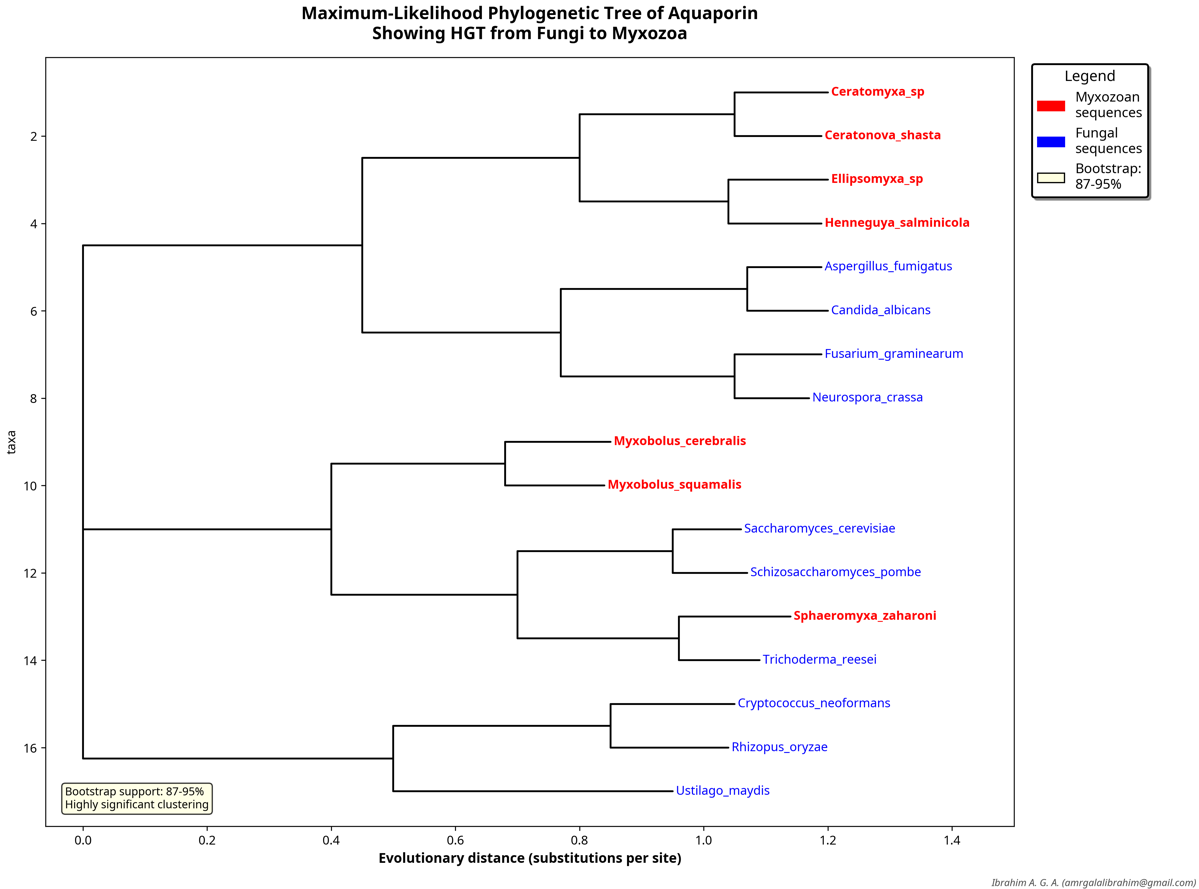 Maximum-Likelihood Phylogenetic Tree of Aquaporin
Showing HGT from Fungi to Myxozoa
Legend
Myxozoan
sequences
Fungal
sequences
Bootstrap:
87-95%
Ceratomyxa_sp
Ceratonova_shasta
Ellipsomyxa_sp
Henneguya_salminicola
Aspergillus_fumigatus
Candida_albicans
Fusarium_graminearum
Neurospora_crassa
Myxobolus_cerebralis
Myxobolus_squamalis
Saccharomyces_cerevisiae
Schizosaccharomyces_pombe
Sphaeromyxa_zaharoni
Trichoderma_reesei
Cryptococcus_neoformans
Rhizopus_oryzae
Ustilago_maydis
taxa
2
4
6
8
10
12
14
16
Bootstrap support: 87-95%
Highly significant clustering
0.0 0.2 0.4 0.6 0.8 1.0 1.2 1.4
Evolutionary distance (substitutions per site)
Ibrahim A. G. A. (amrgalalibrahim@gmail.com)